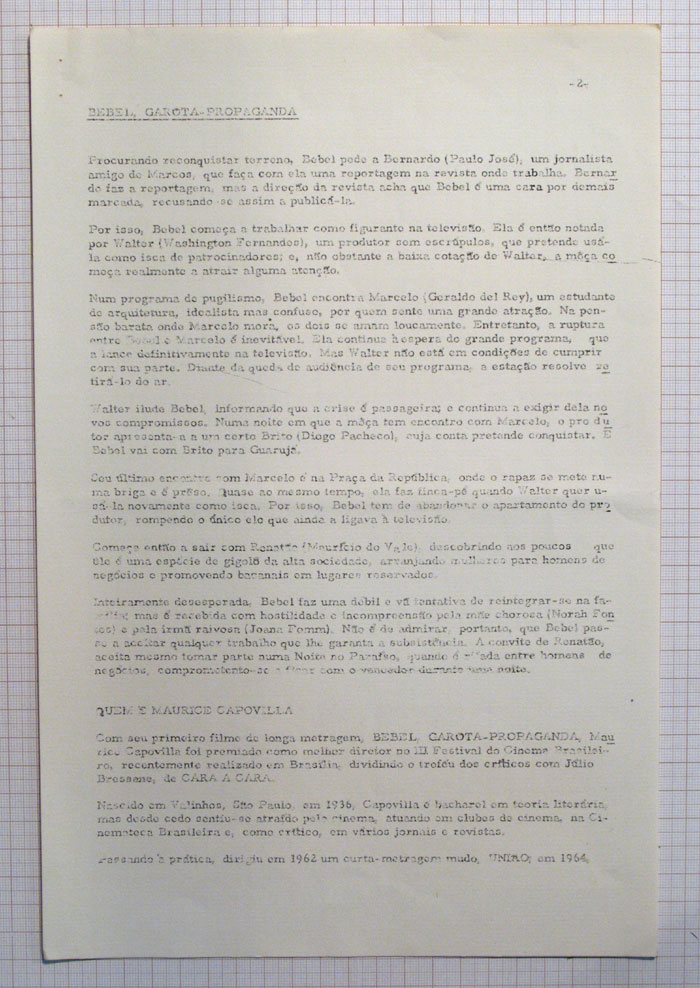 -2-
BEBEL, GAROTA-PROPAGANDA
Procurando reconquistar terreno, Bebel pede a Bernardo (Paulo José), um jornalista
amigo de Marcos, que faça com ela uma reportagem na revista onde trabalha. Bernar
do faz a reportagem, mas a direção da revista acha que Bebel é uma cara por demais
marcada, recusando-se assim a publicá-la.
Por isso, Bebel começa a trabalhar como figurante na televisão. Ela é então notada
por Walter (Washington Fernandes), um produtor sem escrúpulos, que pretende usá-
la como isca de patrocinadores; e, não obstante a baixa cotação de Walter, a môça co
meça realmente a atrair alguma atenção.
Num programa de pugilismo, Bebel encontra Marcelo (Geraldo del Rey), um estudante
de arquitetura, idealista mas confuso, por quem sente uma grande atração. Na pen-
são barata onde Marcelo mora, os dois se amam loucamente. Entretanto, a ruptura
entre Bebel e Marcelo é inevitável. Ela continua à espera do grande programa, que
a lance definitivamente na televisão. Mas Walter não está em condições de cumprir
com sua parte. Diante da queda de audiência de seu programa, a estação resolve re
tirá-lo do ar.
Walter ilude Bebel, informando que a crise é passageira; e continua a exigir dela no
vos compromissos. Numa noite em que a môça tem encontro com Marcelo, o produ
tor apresenta-a a um certo Brito (Diogo Pacheco), cuja conta pretende conquistar. E
Bebel vai com Brito para Guarujá.
Seu último encontro com Marcelo é na Praça da República, onde o rapaz se mete nu-
ma briga e é prêso. Quase ao mesmo tempo, ela faz finca-pé quando Walter quer u-
sá-la novamente como isca. Por isso, Bebel tem de abandonar o apartamento do pro
dutor, rompendo o único elo que ainda a ligava à televisão.
Começa então a sair com Renatão (Maurício do Valle), descobrindo aos poucos que
êle é uma espécie de gigolô da alta sociedade, arranjando mulheres para homens de
negócios e promovendo bacanais em lugares reservados.
Inteiramente desesperada, Bebel faz uma débil e vã tentativa de reintegrar-se na fa-
mília; mas é recebida com hostilidade e incompreensão pela mãe chorosa (Norah Fon
tes) e pela irmã raivosa (Joana Fomm). Não é de admirar, portanto, que Bebel pas-
se a aceitar qualquer trabalho que lhe garanta a subsistência. A convite de Renatão,
aceita mesmo tomar parte numa Noite no Paraíso, quando é rifada entre homens de
negócios, comprometendo-se a ficar com o vencedor durante uma noite.
QUEM E MAURICE CAPOVILLA
Com seu primeiro filme de longa metragem, BEBEL, GAROTA-PROPAGANDA, Mau
rice Capovilla foi premiado como melhor diretor no III Festival do Cinema Brasilei-
ro, recentemente realizado em Brasília, dividindo o troféu dos críticos com Júlio
Bressane, de CARA A CARA.
Nascido em Valinhos, São Paulo, em 1936, Capovilla é bacharel em teoria literária,
mas desde cedo sentiu-se atraído pelo cinema, atuando em clubes de cinema, na Ci-
nemateca Brasileira e, como crítico, em vários jornais e revistas.
Passando à prática, dirigiu em 1962 um curta-metragem mudo, UNIÃO; em 1964,